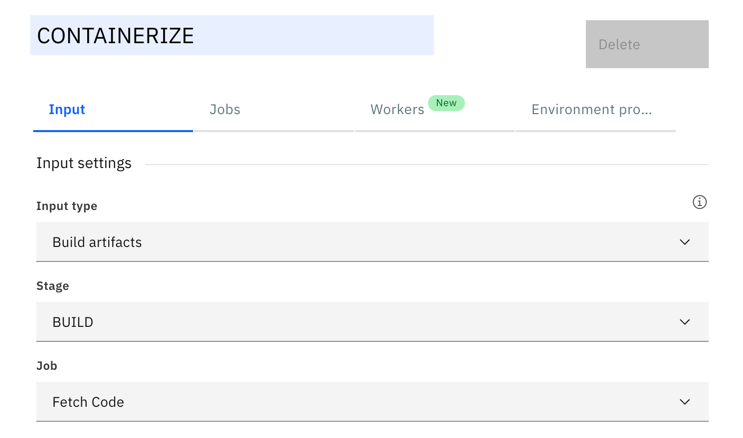 CONTAINERIZE
Delete
Input
Jobs
Workers New
Environment pro...
Input settings
Input type
Build artifacts
Stage
BUILD
Job
Fetch Code